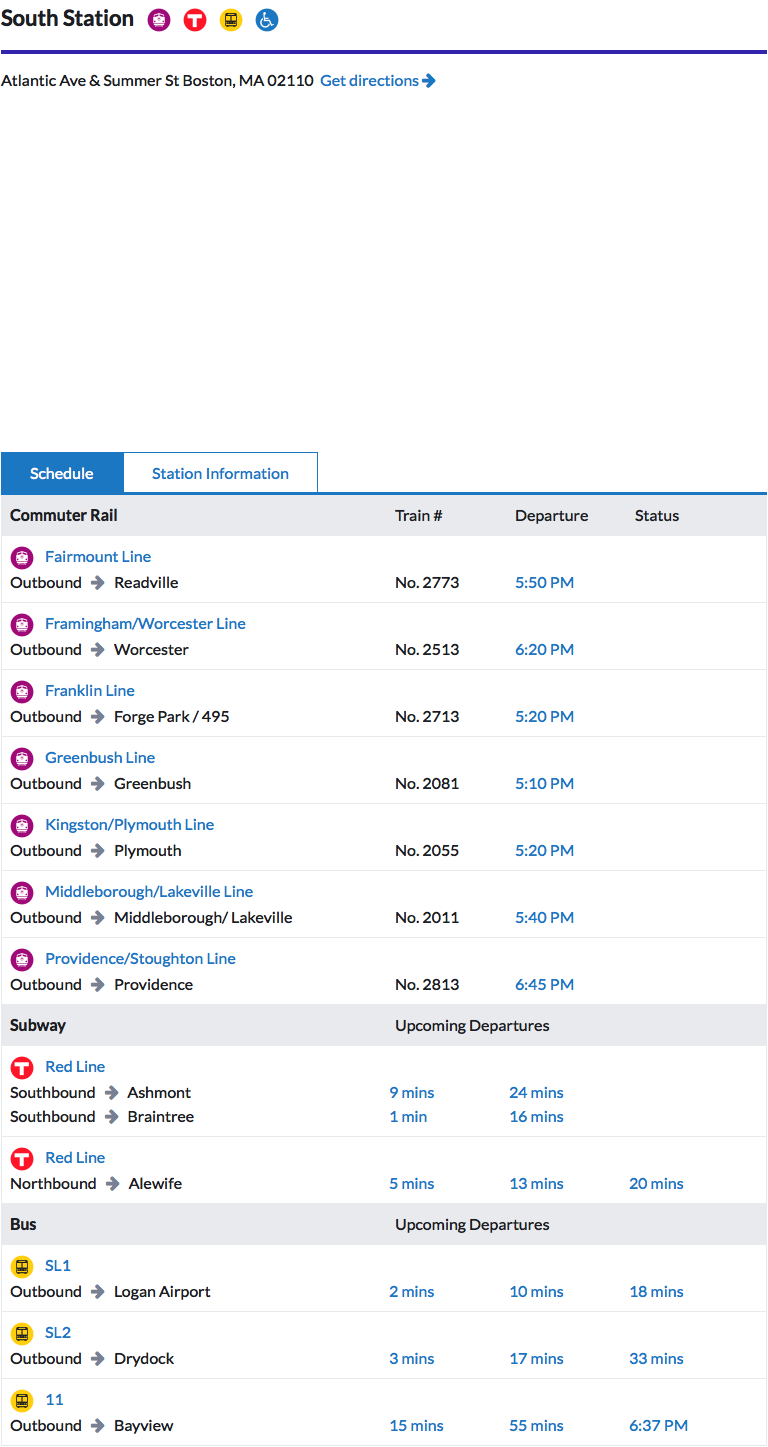 South Station
Atlantic Ave & Summer St Boston, MA 02110 Get directions
Schedule Station Information
Commuter Rail Train # Departure Status
Fairmount Line
Outbound Readville No. 2773 5:50 PM
Framingham/Worcester Line
Outbound Worcester No. 2513 6:20 PM
Franklin Line
Outbound Forge Park / 495 No. 2713 5:20 PM
Greenbush Line
Outbound Greenbush No. 2081 5:10 PM
Kingston/Plymouth Line
Outbound Plymouth No. 2055 5:20 PM
Middleborough/Lakeville Line
Outbound Middleborough/ Lakeville No. 2011 5:40 PM
Providence/Stoughton Line
Outbound Providence No. 2813 6:45 PM
Subway Upcoming Departures
Red Line
Southbound Ashmont 9 mins 24 mins
Southbound Braintree 1 min 16 mins
Red Line
Northbound Alewife 5 mins 13 mins 20 mins
Bus Upcoming Departures
SL1
Outbound Logan Airport 2 mins 10 mins 18 mins
SL2
Outbound Drydock 3 mins 17 mins 33 mins
11
Outbound Bayview 15 mins 55 mins 6:37 PM